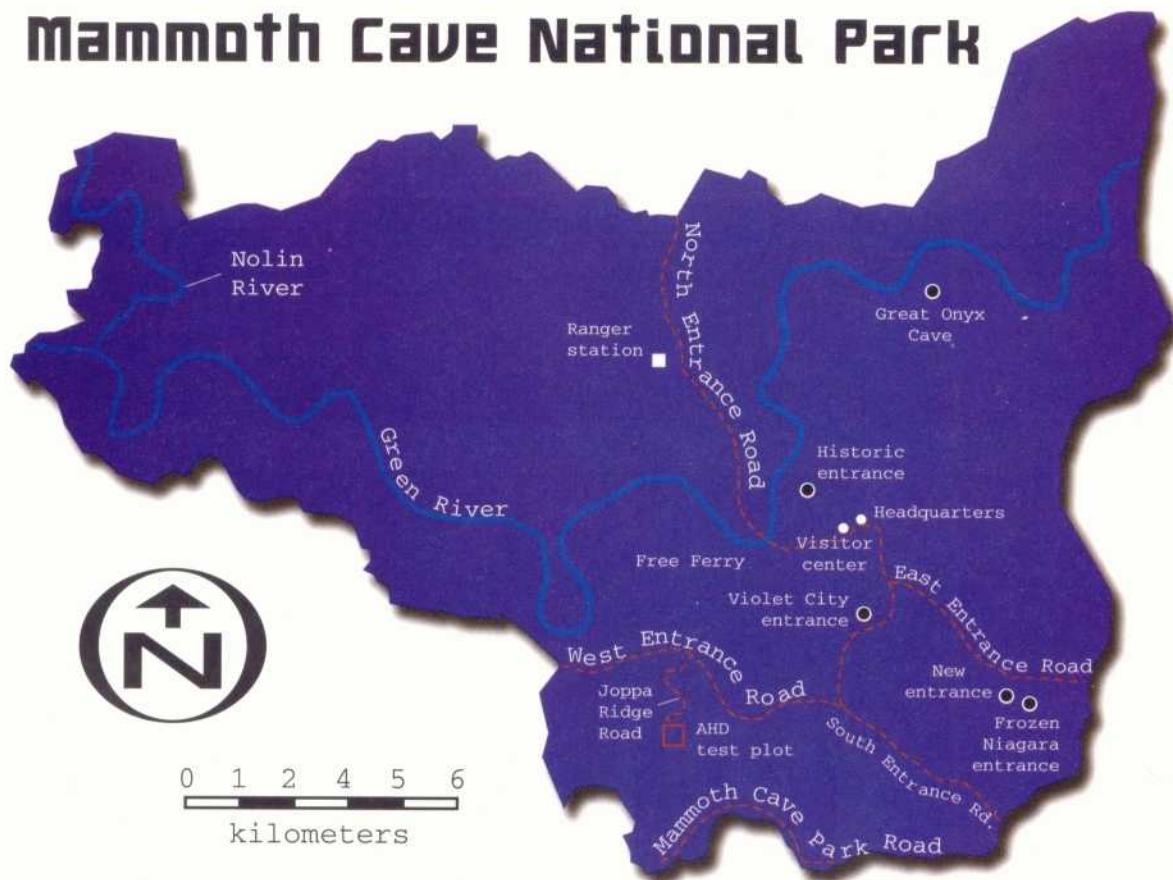 Mammoth Cave National Park
Nolin
River
North Entrance Road
Great Onyx
Cave
Ranger
station
Green River
Historic
entrance
Headquarters
Visitor
center
Free Ferry
East Entrance Road
Violet City
entrance
West Entrance Road
New
entrance
Joppa
Ridge
Road
AHD
test plot
South Entrance Rd.
Frozen
Niagara
entrance
N
0 1 2 4 5 6
kilometers
Mammoth Cave Park Road